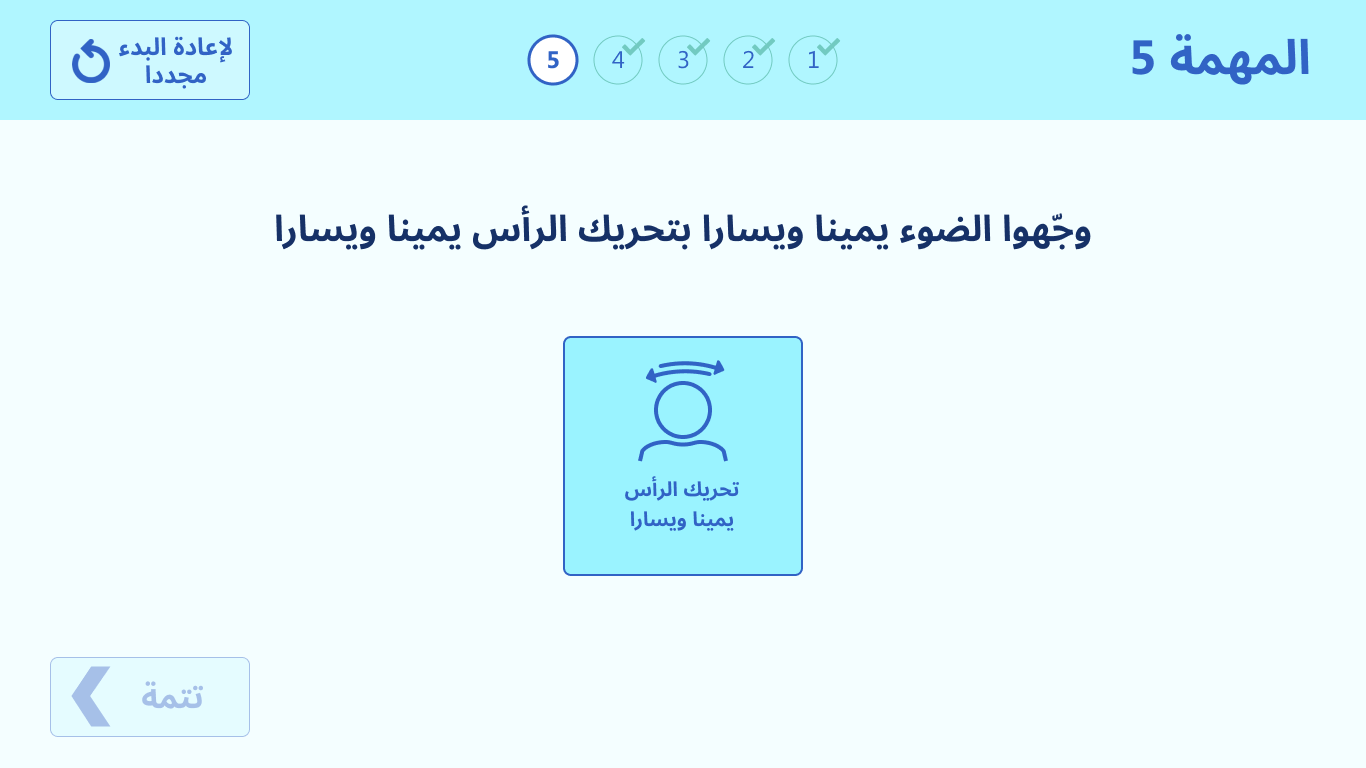 المهمة 5
1
2
3
4
5
لإعادة البدء
مجددا
وجّهوا الضوء يمينا ويسارا بتحريك الرأس يمينا ويسارا
تحريك الرأس
يمينا ويسارا
تتمة